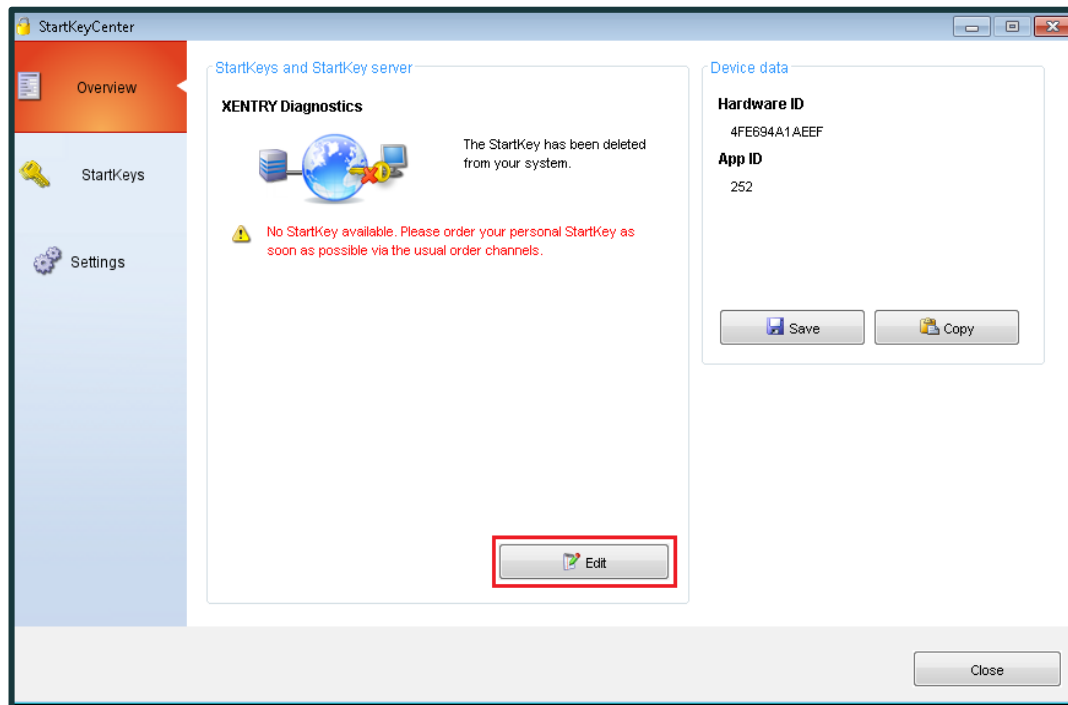 StartKeyCenter
Overview
StartKeys
Settings
StartKeys and StartKey server
XENTRY Diagnostics
The StartKey has been deleted
from your system.
No StartKey available. Please order your personal StartKey as
soon as possible via the usual order channels.
Edit
Device data
Hardware ID
4FE694A1AEEF
App ID
252
Save
Copy
Close